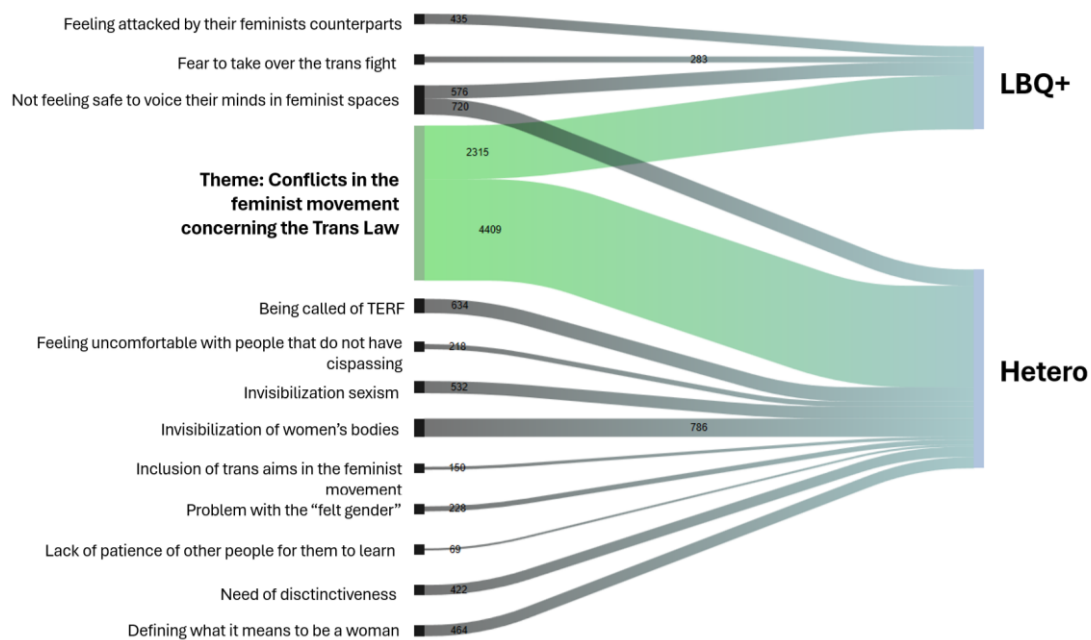 Feeling attacked by their feminists counterparts
435
Fear to take over the trans fight
283
LBQ+
Not feeling safe to voice their minds in feminist spaces
576
720
Theme: Conflicts in the
feminist movement
concerning the Trans Law
2315
4409
Being called of TERF
634
Feeling uncomfortable with people that do not have
cispassing
218
Hetero
Invisibilization sexism
532
Invisibilization of women’s bodies
786
Inclusion of trans aims in the feminist
movement
150
Problem with the “felt gender”
228
Lack of patience of other people for them to learn
69
Need of disctinctiveness
422
Defining what it means to be a woman
464